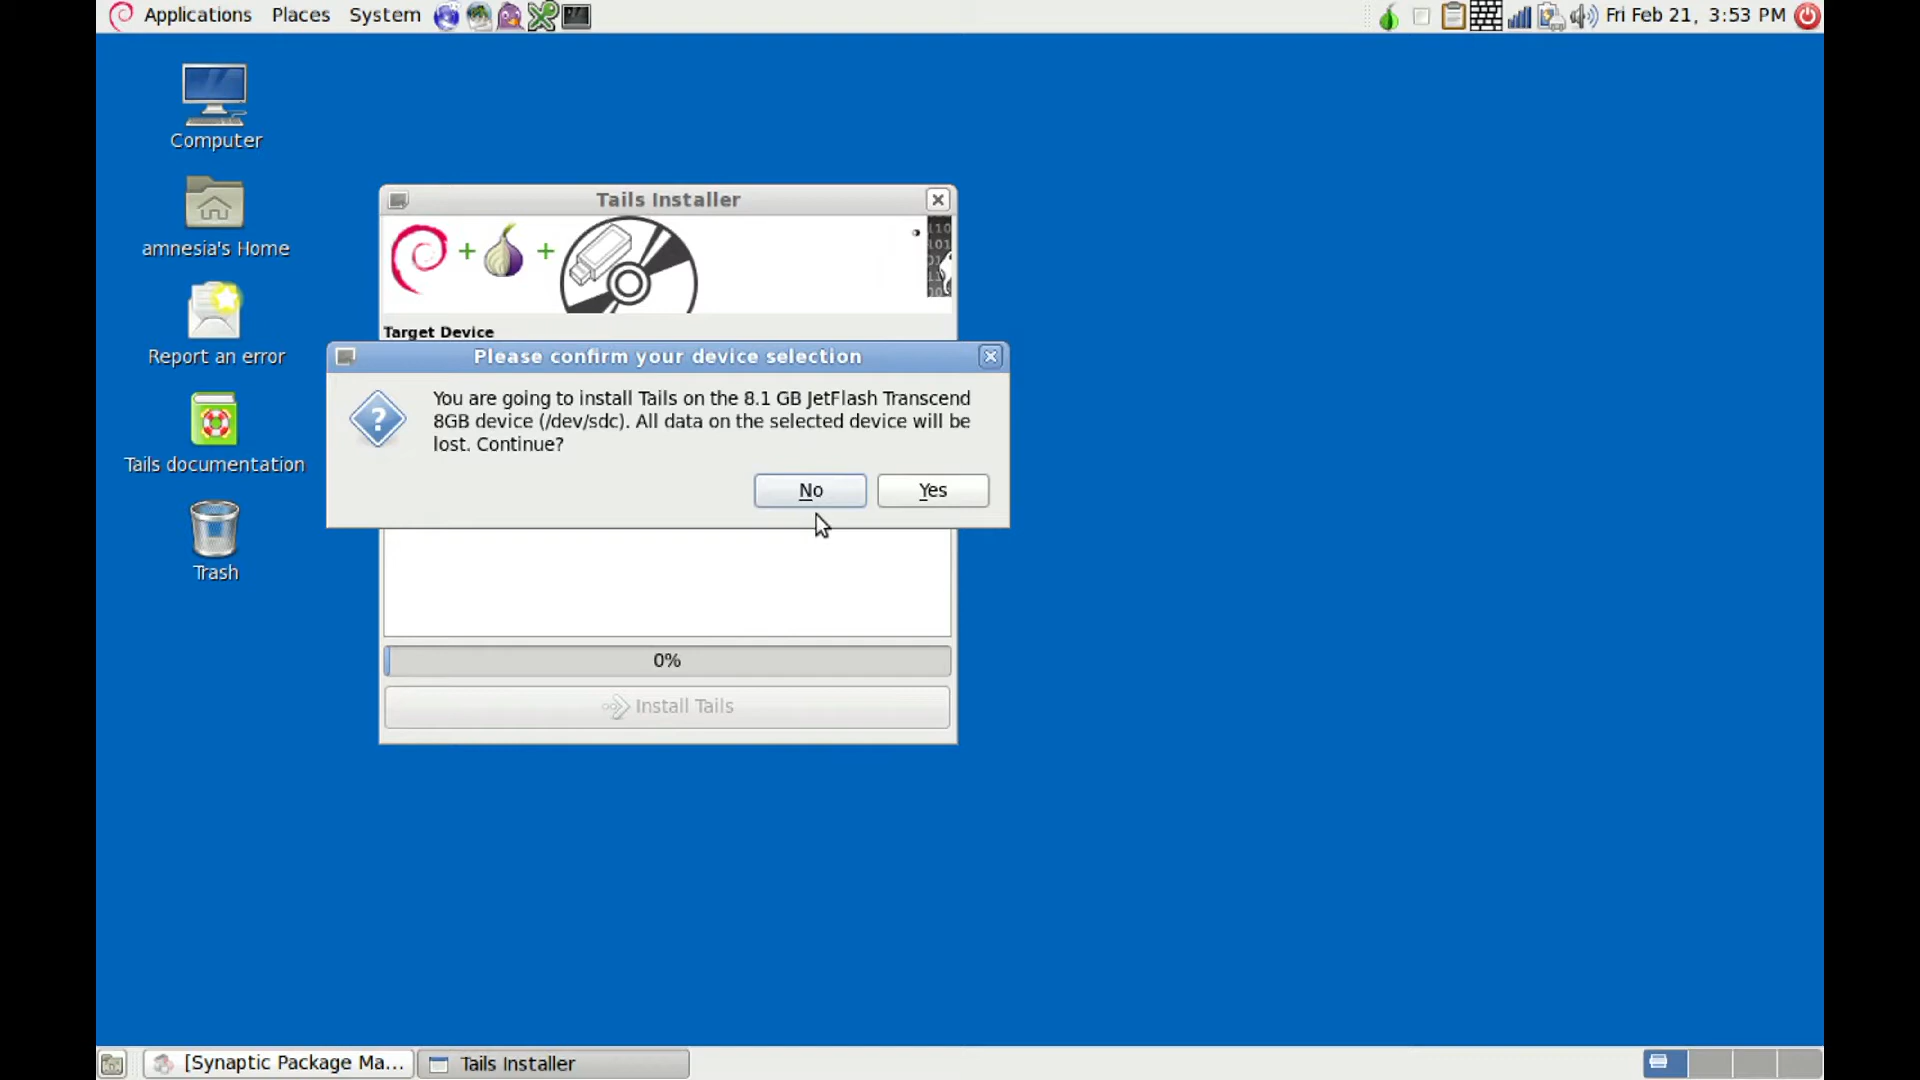 Applications Places System
Fri Feb 21, 3:53 PM
Computer
amnesia's Home
Report an error
Tails documentation
Trash
Tails Installer
+ +
Target Device
Please confirm your device selection
You are going to install Tails on the 8.1 GB JetFlash Transcend
8GB device (/dev/sdc). All data on the selected device will be
lost. Continue?
No Yes
0%
Install Tails
[Synaptic Package Ma... Tails Installer